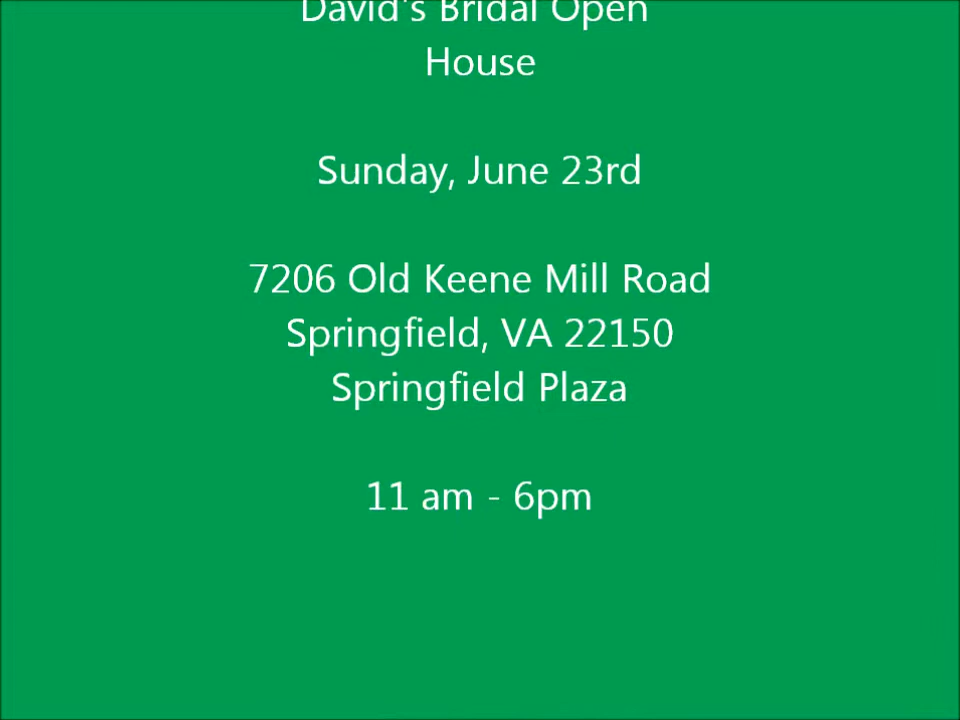 David's Bridal Open
House
Sunday, June 23rd
7206 Old Keene Mill Road
Springfield, VA 22150
Springfield Plaza
11 am - 6pm